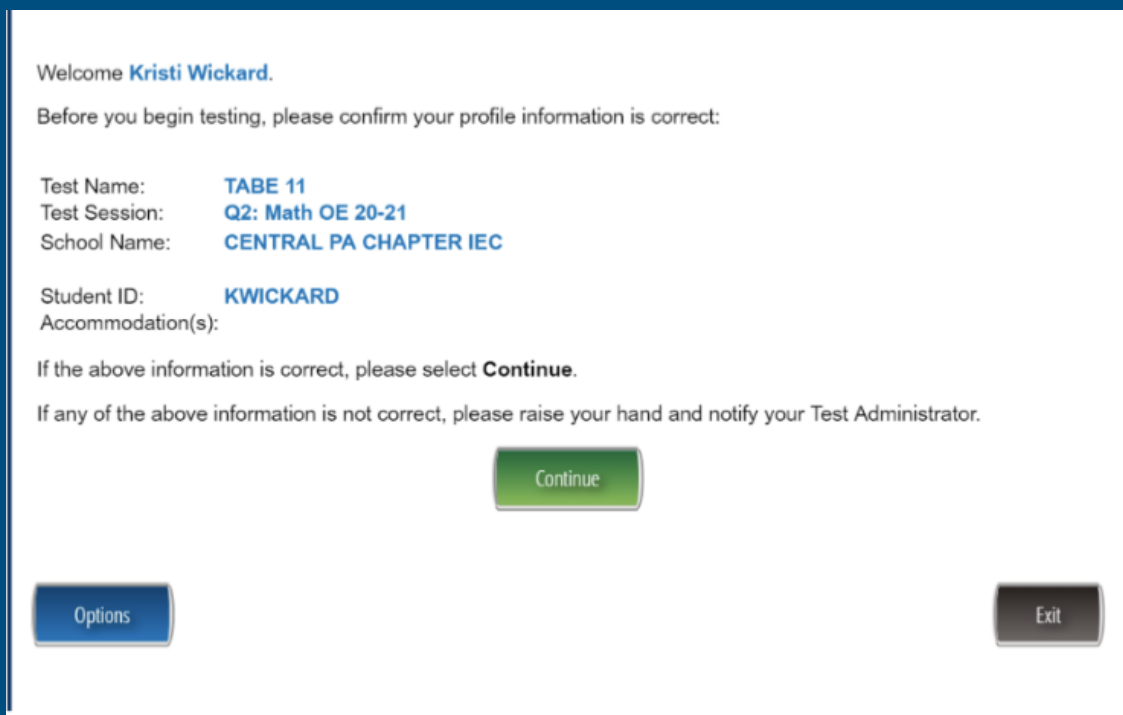 Welcome Kristi Wickard.
Before you begin testing, please confirm your profile information is correct:
Test Name: TABE 11
Test Session: Q2: Math OE 20-21
School Name: CENTRAL PA CHAPTER IEC
Student ID: KWICKARD
Accommodation(s):
If the above information is correct, please select Continue.
If any of the above information is not correct, please raise your hand and notify your Test Administrator.
Continue
Options
Exit